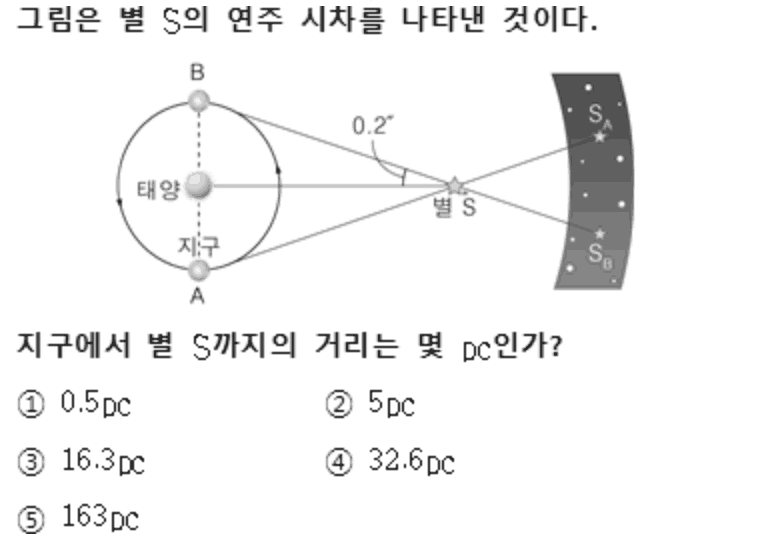 그림은 별 S의 연주 시차를 나타낸 것이다.
B
0.2″
S_A
태양
별 S
지구
S_B
A
지구에서 별 S까지의 거리는 몇 pc인가?
① 0.5pc ② 5pc
③ 16.3pc ④ 32.6pc
⑤ 163pc